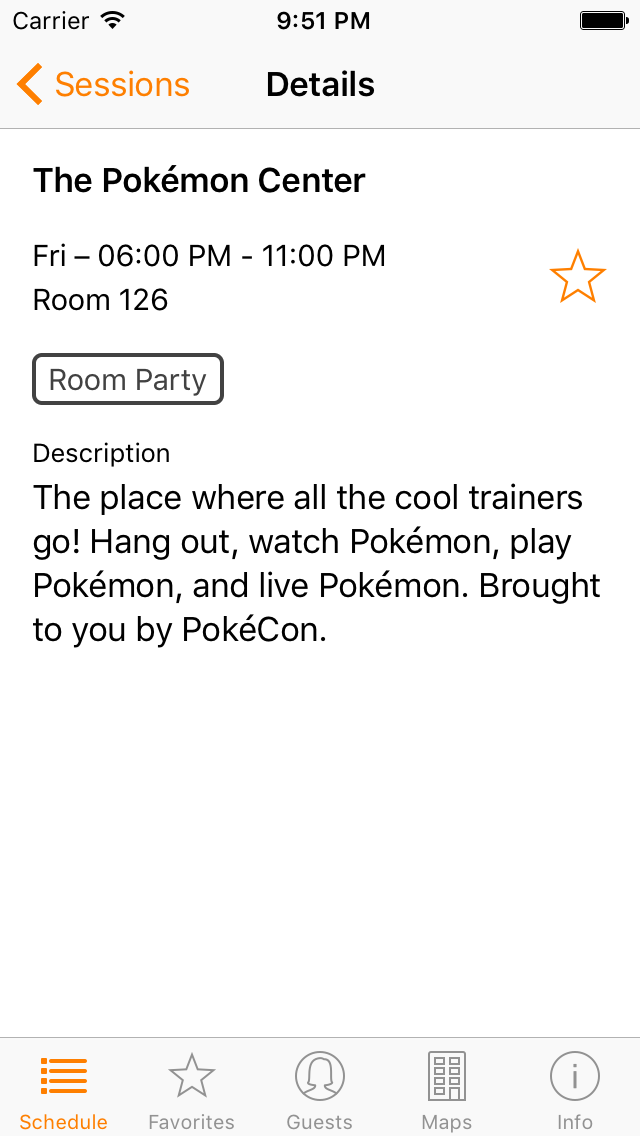 Carrier 9:51 PM
Sessions Details
The Pokémon Center
Fri – 06:00 PM - 11:00 PM
Room 126
Room Party
Description
The place where all the cool trainers
go! Hang out, watch Pokémon, play
Pokémon, and live Pokémon. Brought
to you by PokéCon.
Schedule Favorites Guests Maps Info